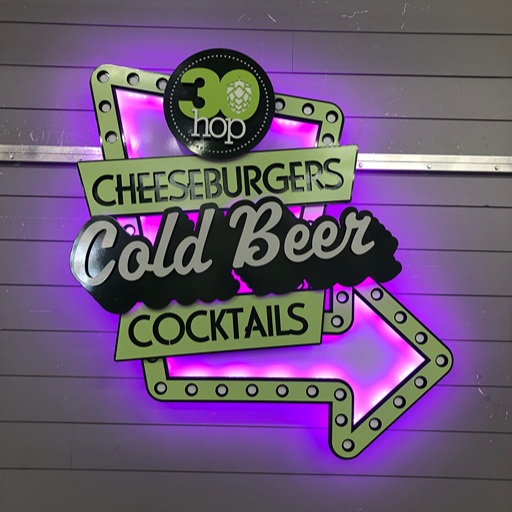 30
hop
CHEESEBURGERS
Cold Beer
COCKTAILS